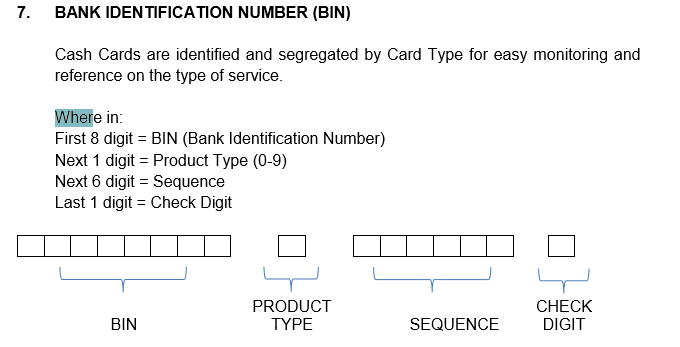 7. BANK IDENTIFICATION NUMBER (BIN)
Cash Cards are identified and segregated by Card Type for easy monitoring and
reference on the type of service.
Where in:
First 8 digit = BIN (Bank Identification Number)
Next 1 digit = Product Type (0-9)
Next 6 digit = Sequence
Last 1 digit = Check Digit
BIN
PRODUCT
TYPE
SEQUENCE
CHECK
DIGIT